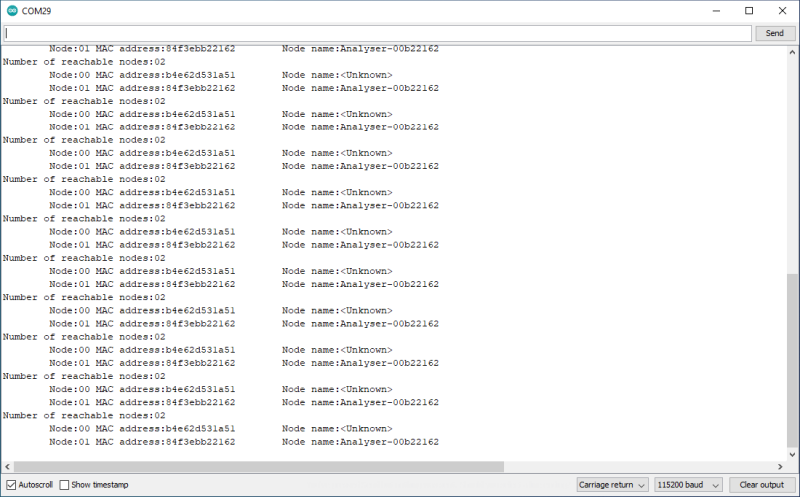 COM29
Send
Node:01 MAC address:84f3ebb22162 Node name:Analyser-00b22162
Number of reachable nodes:02
Node:00 MAC address:b4e62d531a51 Node name:<Unknown>
Node:01 MAC address:84f3ebb22162 Node name:Analyser-00b22162
Number of reachable nodes:02
Node:00 MAC address:b4e62d531a51 Node name:<Unknown>
Node:01 MAC address:84f3ebb22162 Node name:Analyser-00b22162
Number of reachable nodes:02
Node:00 MAC address:b4e62d531a51 Node name:<Unknown>
Node:01 MAC address:84f3ebb22162 Node name:Analyser-00b22162
Number of reachable nodes:02
Node:00 MAC address:b4e62d531a51 Node name:<Unknown>
Node:01 MAC address:84f3ebb22162 Node name:Analyser-00b22162
Number of reachable nodes:02
Node:00 MAC address:b4e62d531a51 Node name:<Unknown>
Node:01 MAC address:84f3ebb22162 Node name:Analyser-00b22162
Number of reachable nodes:02
Node:00 MAC address:b4e62d531a51 Node name:<Unknown>
Node:01 MAC address:84f3ebb22162 Node name:Analyser-00b22162
Number of reachable nodes:02
Node:00 MAC address:b4e62d531a51 Node name:<Unknown>
Node:01 MAC address:84f3ebb22162 Node name:Analyser-00b22162
Number of reachable nodes:02
Node:00 MAC address:b4e62d531a51 Node name:<Unknown>
Node:01 MAC address:84f3ebb22162 Node name:Analyser-00b22162
Number of reachable nodes:02
Node:00 MAC address:b4e62d531a51 Node name:<Unknown>
Node:01 MAC address:84f3ebb22162 Node name:Analyser-00b22162
Number of reachable nodes:02
Node:00 MAC address:b4e62d531a51 Node name:<Unknown>
Node:01 MAC address:84f3ebb22162 Node name:Analyser-00b22162
Autoscroll Show timestamp Carriage return 115200 baud Clear output